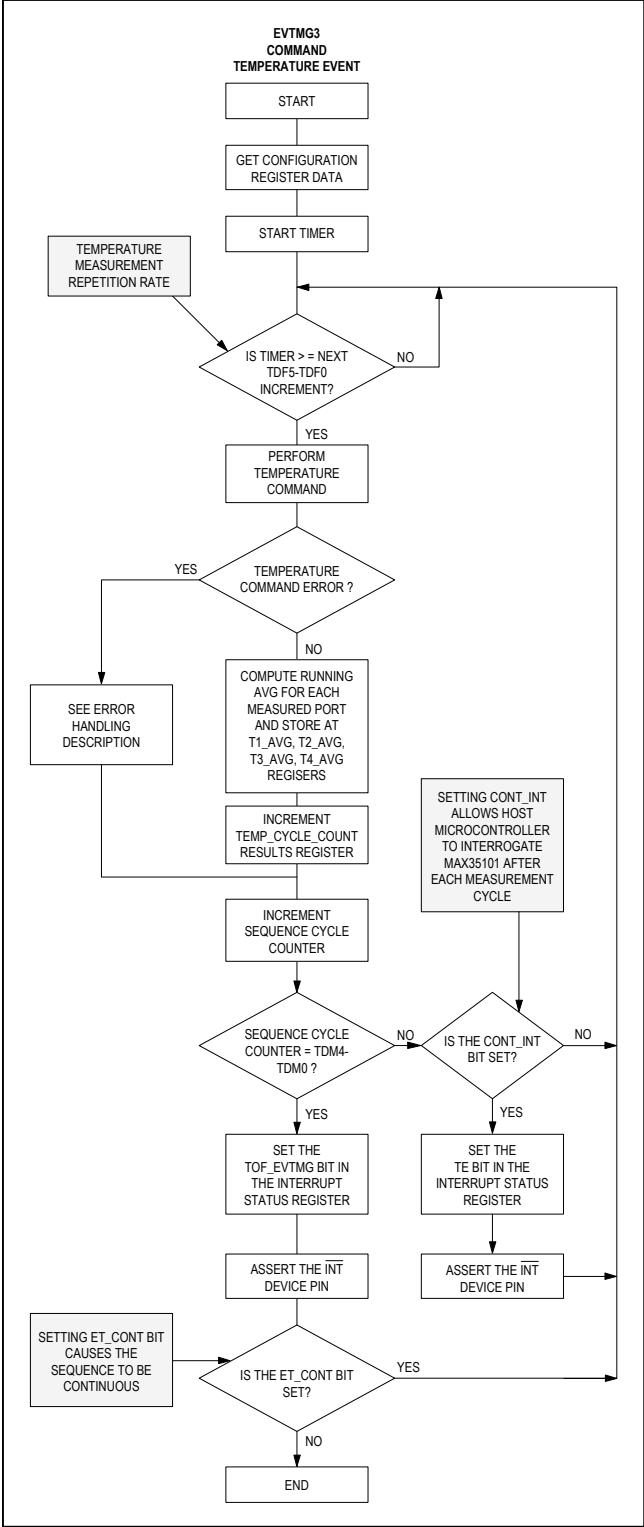 EVTMG3
COMMAND
TEMPERATURE EVENT
START
GET CONFIGURATION
REGISTER DATA
START TIMER
TEMPERATURE
MEASUREMENT
REPETITION RATE
IS TIMER > = NEXT
TDF5-TDF0
INCREMENT?
NO
YES
PERFORM
TEMPERATURE
COMMAND
YES
TEMPERATURE
COMMAND ERROR ?
NO
SEE ERROR
HANDLING
DESCRIPTION
COMPUTE RUNNING
AVG FOR EACH
MEASURED PORT
AND STORE AT
T1_AVG, T2_AVG,
T3_AVG, T4_AVG
REGISERS
INCREMENT
TEMP_CYCLE_COUNT
RESULTS REGISTER
SETTING CONT_INT
ALLOWS HOST
MICROCONTROLLER
TO INTERROGATE
MAX35101 AFTER
EACH MEASUREMENT
CYCLE
INCREMENT
SEQUENCE CYCLE
COUNTER
SEQUENCE CYCLE
COUNTER = TDM4-
TDM0 ?
NO
IS THE CONT_INT
BIT SET?
NO
YES
YES
SET THE
TOF_EVTMG BIT IN
THE INTERRUPT
STATUS REGISTER
SET THE
TE BIT IN THE
INTERRUPT STATUS
REGISTER
ASSERT THE INT
DEVICE PIN
ASSERT THE INT
DEVICE PIN
SETTING ET_CONT BIT
CAUSES THE
SEQUENCE TO BE
CONTINUOUS
IS THE ET_CONT BIT
SET?
YES
NO
END